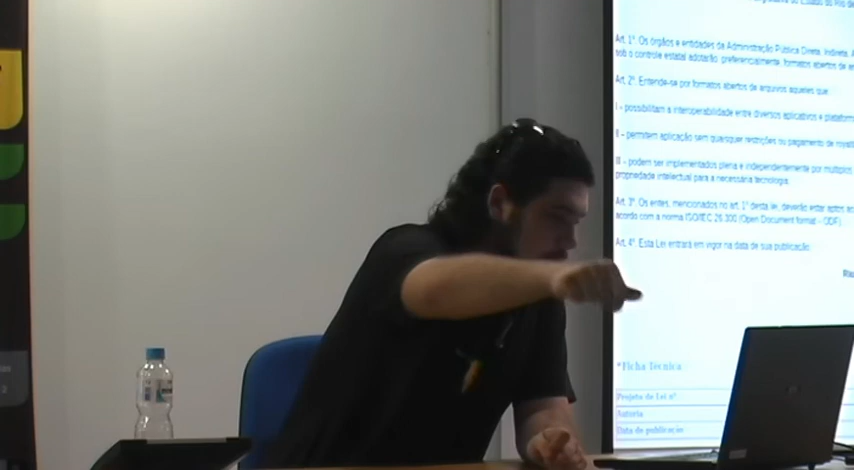 Art. 1º. Os órgãos e entidades da Administração Pública Direta, Indireta,
sob o controle estatal adotarão, preferencialmente, formatos abertos de
Art. 2º. Entende-se por formatos abertos de arquivos aqueles que:
I - possibilitam a interoperabilidade entre diversos aplicativos e plataform
II - permitem aplicação sem quaisquer restrições ou pagamento de royalt
III - podem ser implementados plena e independentemente por múltiplos
propriedade intelectual para a necessária tecnologia.
Art. 3º. Os entes, mencionados no art. 1º desta lei, deverão estar aptos ao
acordo com a norma ISO/IEC 26.300 (Open Document format - ODF).
Art. 4º. Esta Lei entrará em vigor na data de sua publicação.
*Ficha Técnica
Projeto de Lei nº
Autoria
Data de publicação